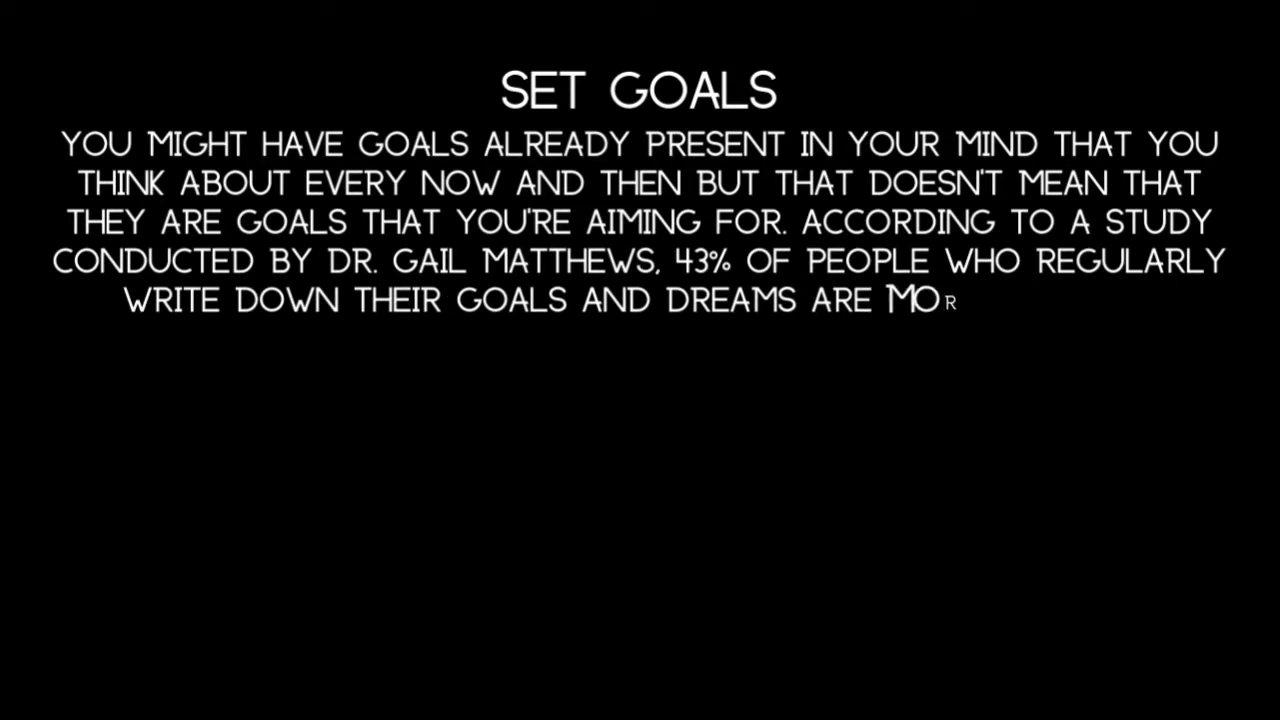 SET GOALS
YOU MIGHT HAVE GOALS ALREADY PRESENT IN YOUR MIND THAT YOU
THINK ABOUT EVERY NOW AND THEN BUT THAT DOESN'T MEAN THAT
THEY ARE GOALS THAT YOU'RE AIMING FOR. ACCORDING TO A STUDY
CONDUCTED BY DR. GAIL MATTHEWS, 43% OF PEOPLE WHO REGULARLY
WRITE DOWN THEIR GOALS AND DREAMS ARE MOR